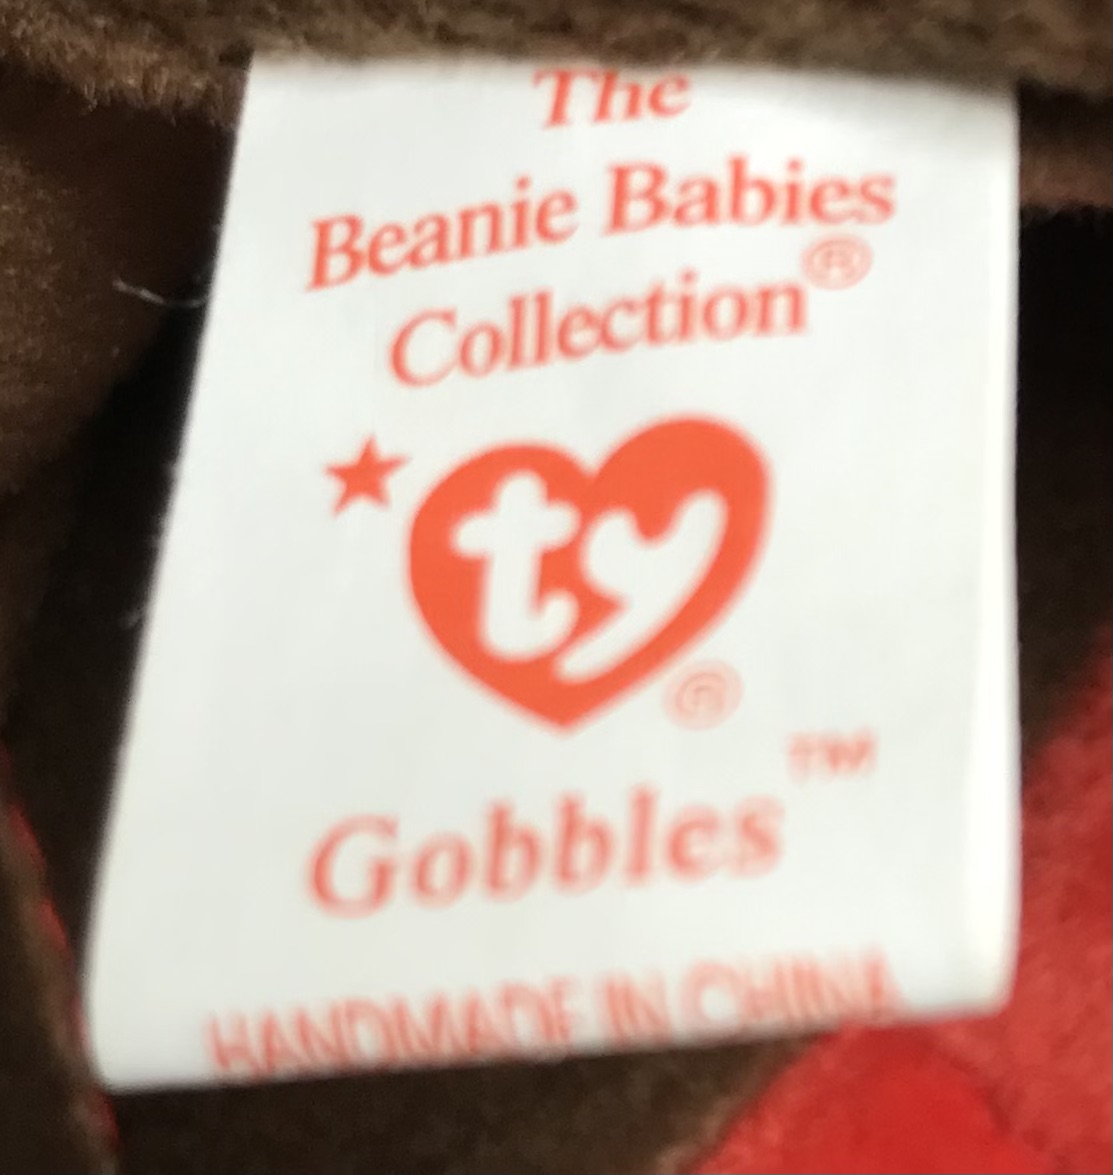 The
Beanie Babies
Collection®
★ ty®
Gobbles™
HANDMADE IN CHINA